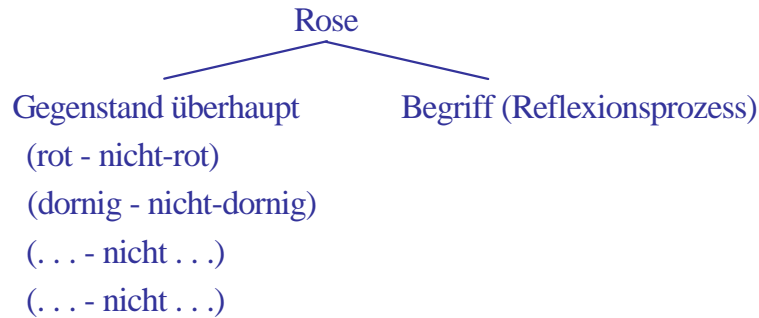 Rose
Gegenstand überhaupt Begriff (Reflexionsprozess)
(rot - nicht-rot)
(dornig - nicht-dornig)
(. . . - nicht . . .)
(. . . - nicht . . .)